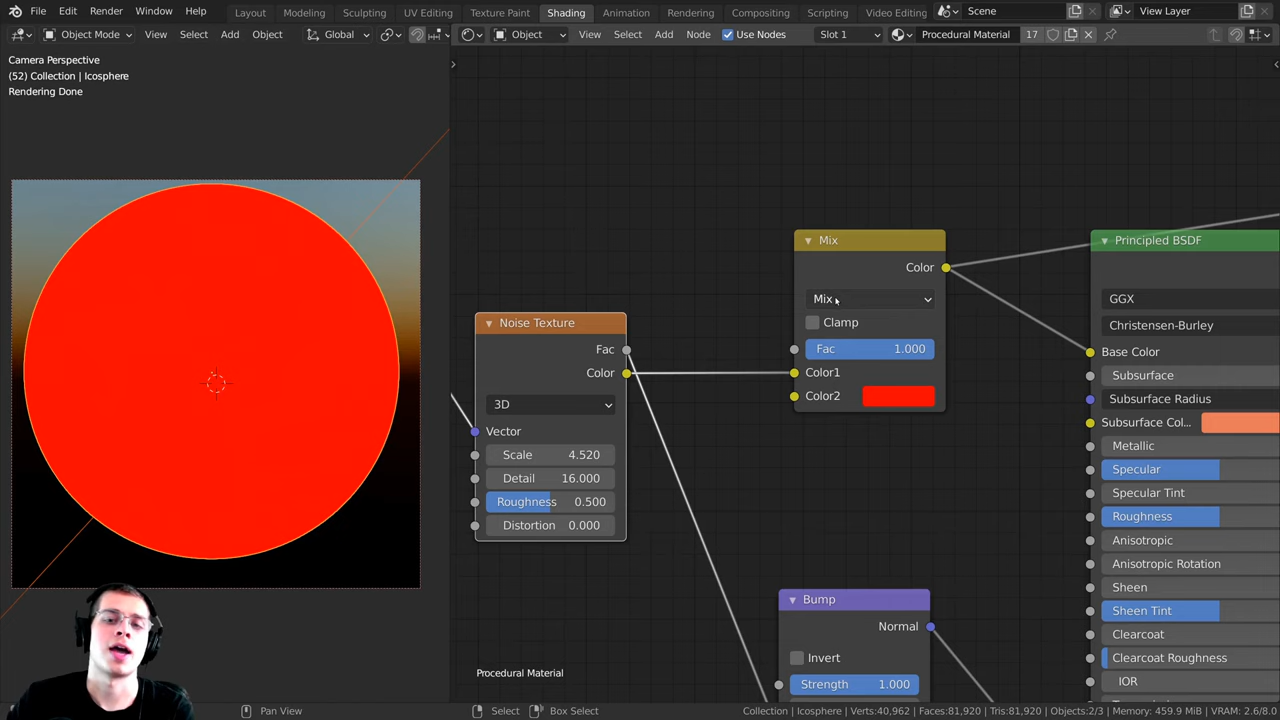 File Edit Render Window Help Layout Modeling Sculpting UV Editing Texture Paint Shading Animation Rendering Compositing Scripting Video Editing Scene View Layer
Object Mode View Select Add Object Global Object View Select Add Node Use Nodes Slot 1 Procedural Material 17
Camera Perspective
(52) Collection | Icosphere
Rendering Done
Noise Texture
Fac
Color
3D
Vector
Scale 4.520
Detail 16.000
Roughness 0.500
Distortion 0.000
Mix
Color
Mix
Clamp
Fac 1.000
Color1
Color2
Bump
Normal
Invert
Strength 1.000
Principled BSDF
GGX
Christensen-Burley
Base Color
Subsurface
Subsurface Radius
Subsurface Col...
Metallic
Specular
Specular Tint
Roughness
Anisotropic
Anisotropic Rotation
Sheen
Sheen Tint
Clearcoat
Clearcoat Roughness
IOR
Procedural Material
Pan View Select Box Select Collection | Icosphere Verts:40,962 | Faces:81,920 | Tris:81,920 | Objects:2/3 | Memory: 459.9 MiB | VRAM: 2.6/8.0